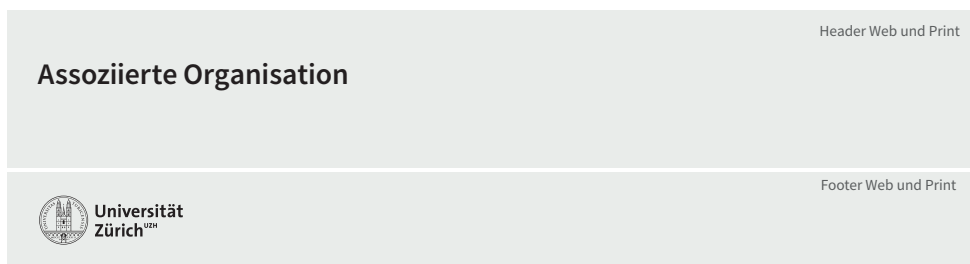 Header Web und Print
Assoziierte Organisation
Footer Web und Print
Universität
Zürich UZH